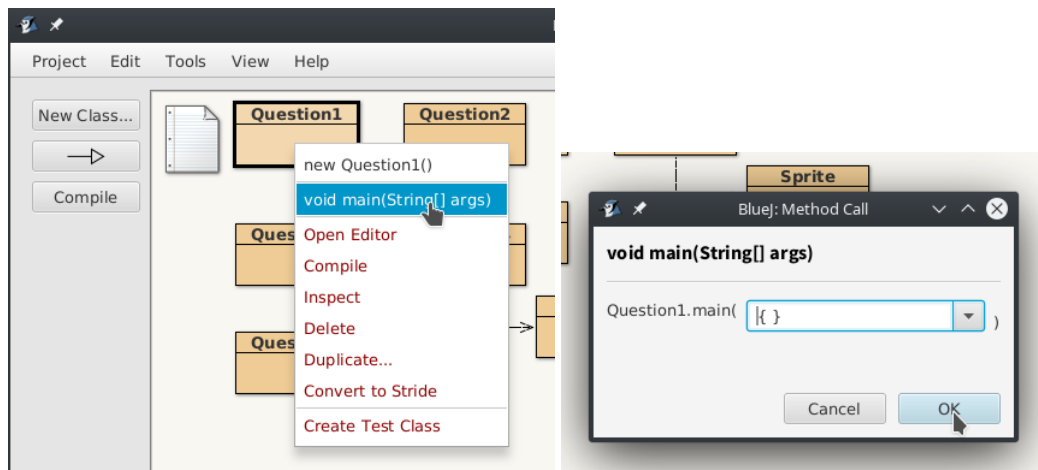 Project Edit Tools View Help
New Class...
Compile
Question1
Question2
new Question1()
void main(String[] args)
Ques
Open Editor
Compile
Inspect
Delete
Ques
Duplicate...
Convert to Stride
Create Test Class
Sprite
BlueJ: Method Call
void main(String[] args)
Question1.main( { } )
Cancel OK